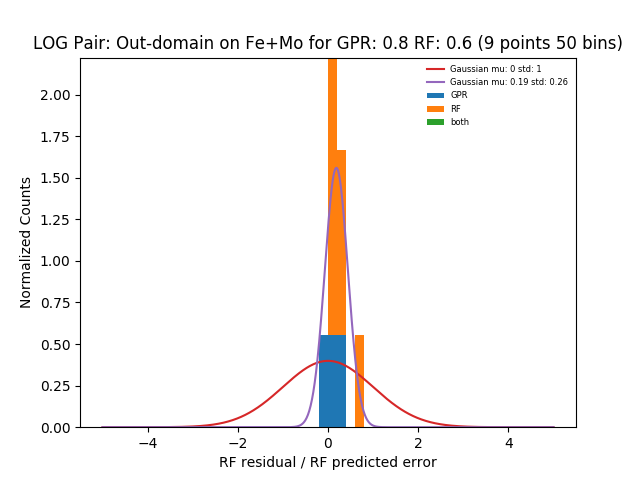 LOG Pair: Out-domain on Fe+Mo for GPR: 0.8 RF: 0.6 (9 points 50 bins)
Gaussian mu: 0 std: 1
Gaussian mu: 0.19 std: 0.26
GPR
RF
both
Normalized Counts
2.00
1.75
1.50
1.25
1.00
0.75
0.50
0.25
0.00
−4
−2
0
2
4
RF residual / RF predicted error